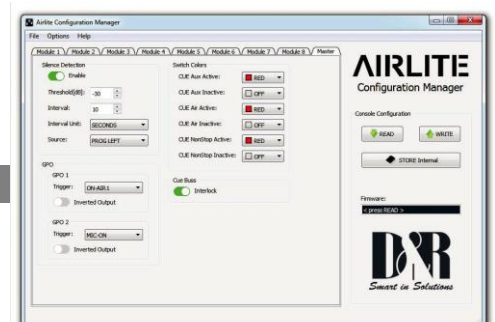 Airlite Configuration Manager
File Options Help
Module 1 Module 2 Module 3 Module 4 Module 5 Module 6 Module 7 Module 8 Master
Silence Detection
Enable
Threshold[dB]: -30
Interval: 10
Interval Unit: SECONDS
Source: PROG LEFT
GPO
GPO 1
Trigger: ON-AIR1
Inverted Output
GPO 2
Trigger: MIC-ON
Inverted Output
Switch Colors
CUE Aux Active: RED
CUE Aux Inactive: OFF
CUE Air Active: RED
CUE Air Inactive: OFF
CUE NonStop Active: RED
CUE NonStop Inactive: OFF
Cue Buss
Interlock
AIRLITE
Configuration Manager
Console Configuration
READ WRITE
STORE Internal
Firmware:
< press READ >
D&R
Smart in Solutions